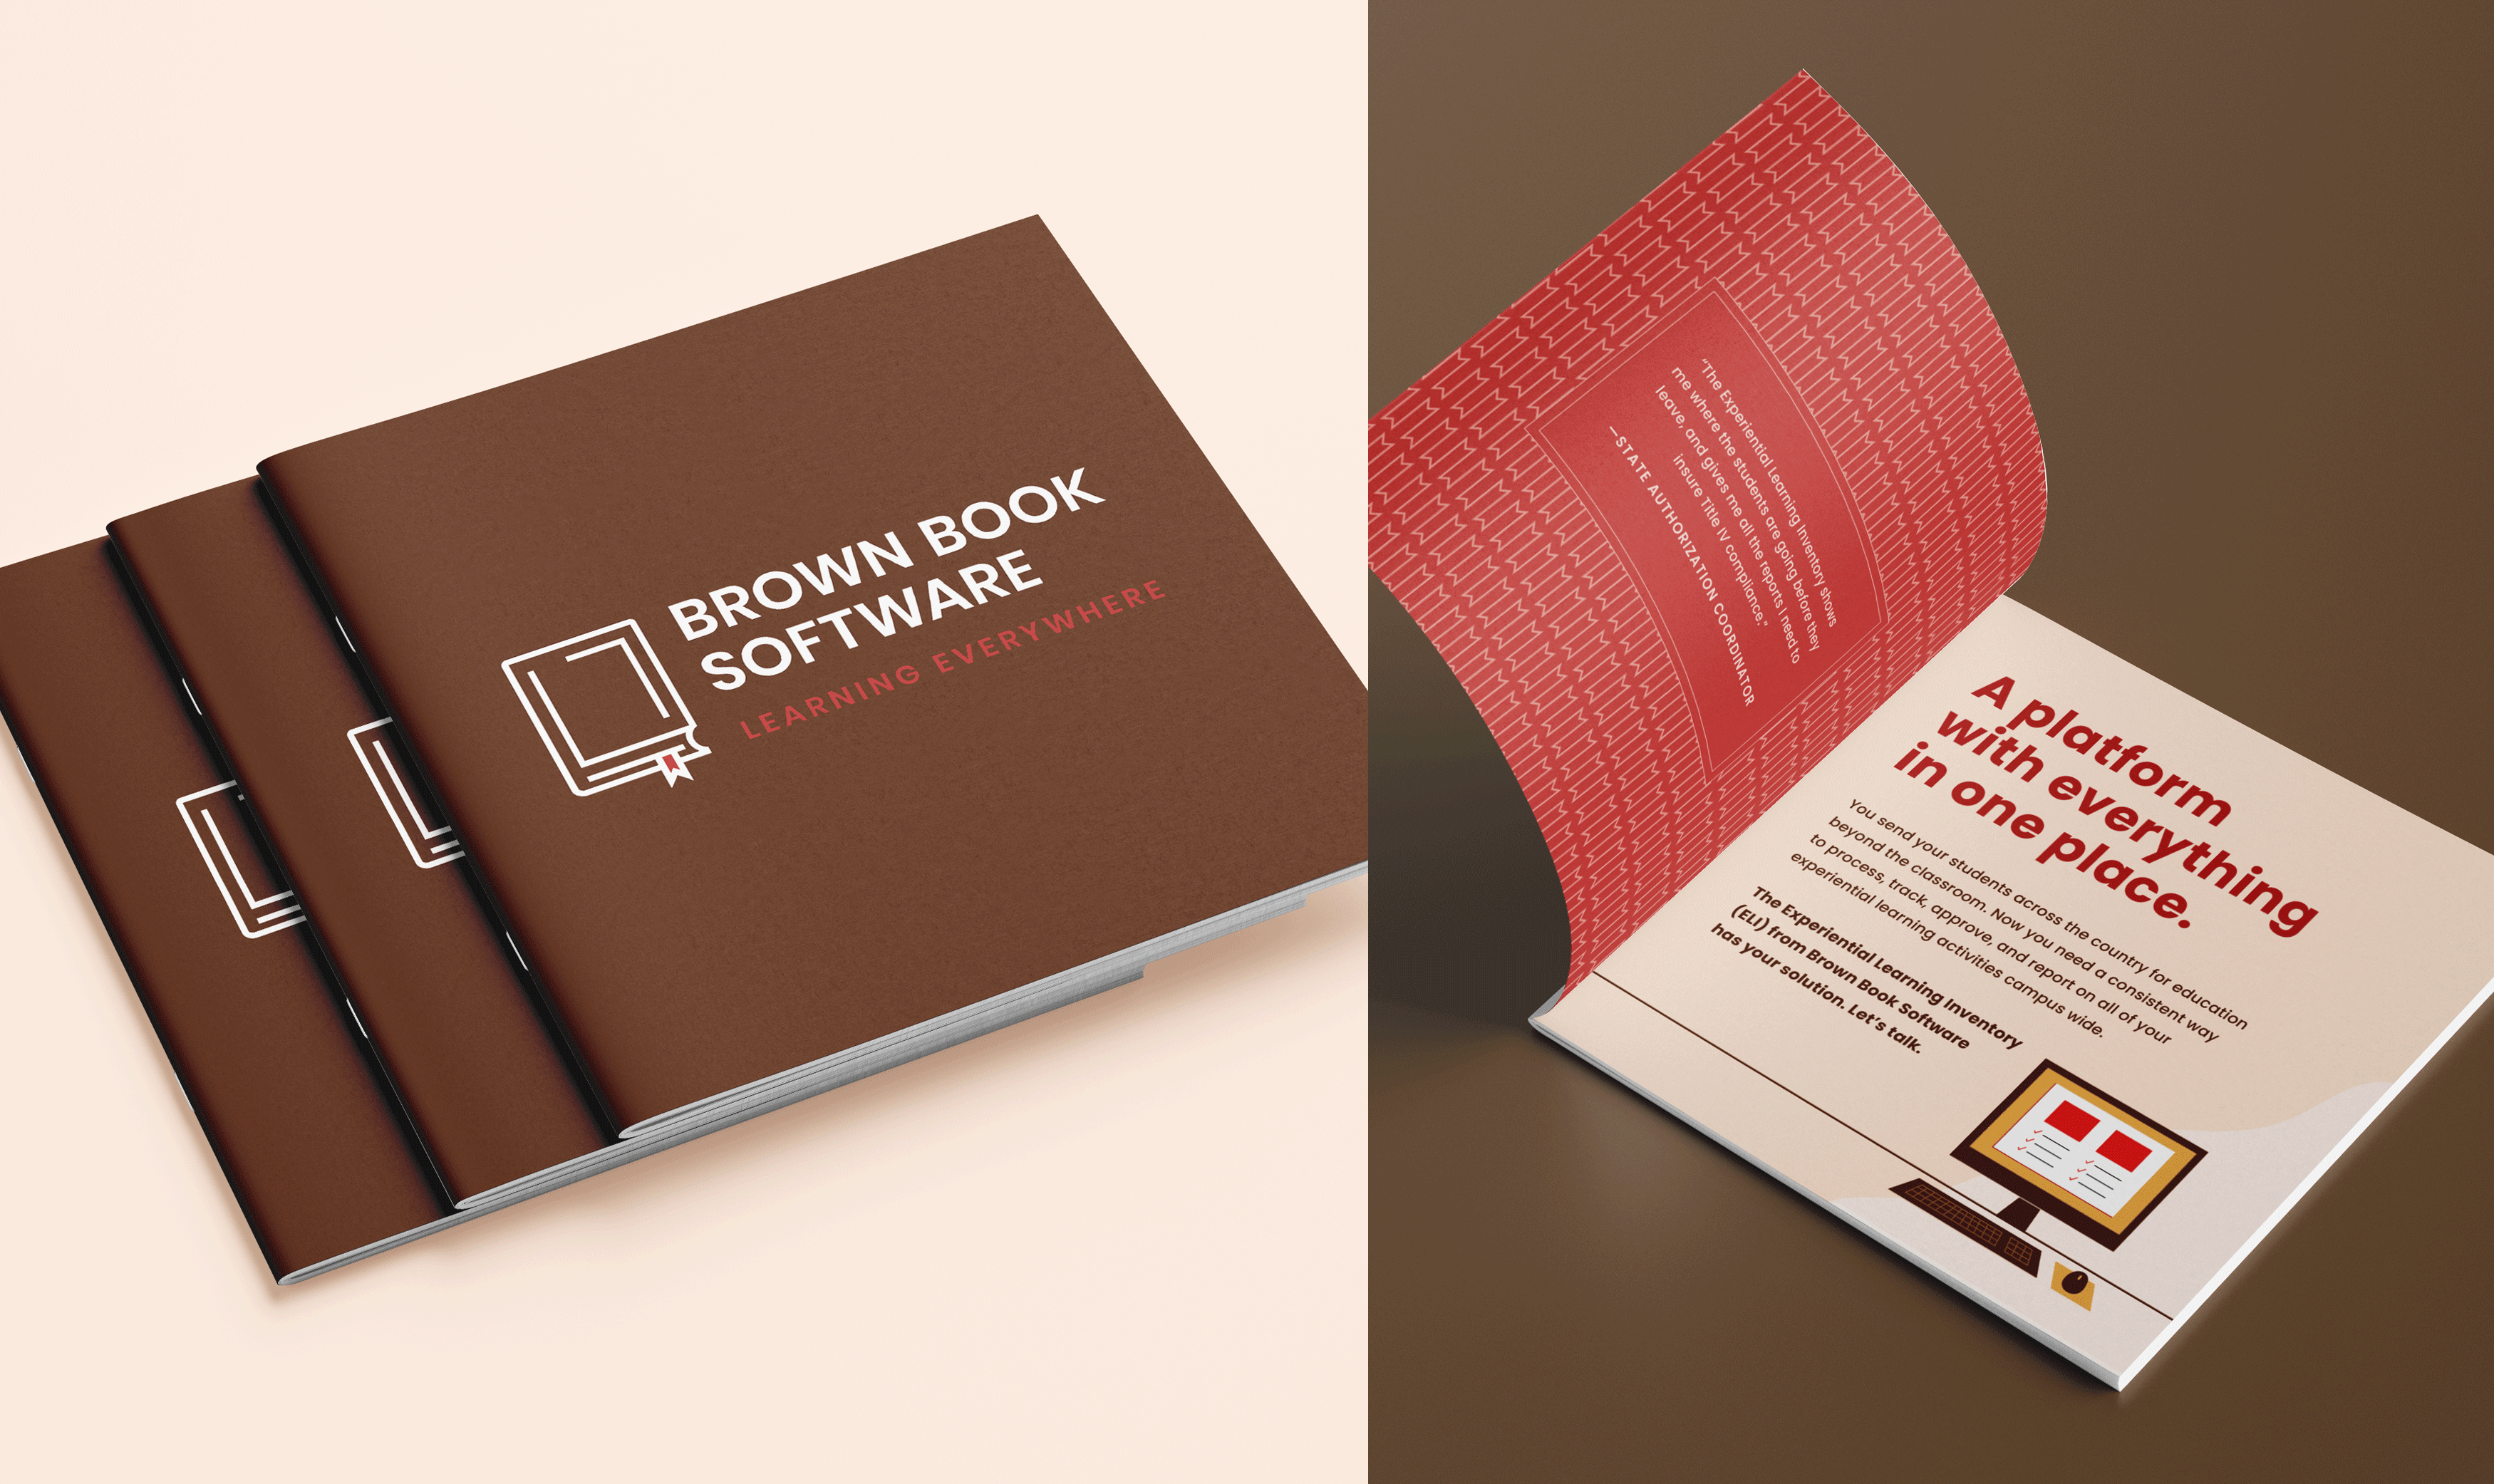 BROWN BOOK
SOFTWARE
LEARNING EVERYWHERE
“The Experiential Learning Inventory shows
me where the students are going before they
leave, and gives me all the reports I need to
insure Title IV compliance.”
—STATE AUTHORIZATION COORDINATOR
A platform
with everything
in one place.
You send your students across the country for education
beyond the classroom. Now you need a consistent way
to process, track, approve, and report on all of your
experiential learning activities campus wide.
The Experiential Learning Inventory
(ELI) from Brown Book Software
has your solution. Let’s talk.